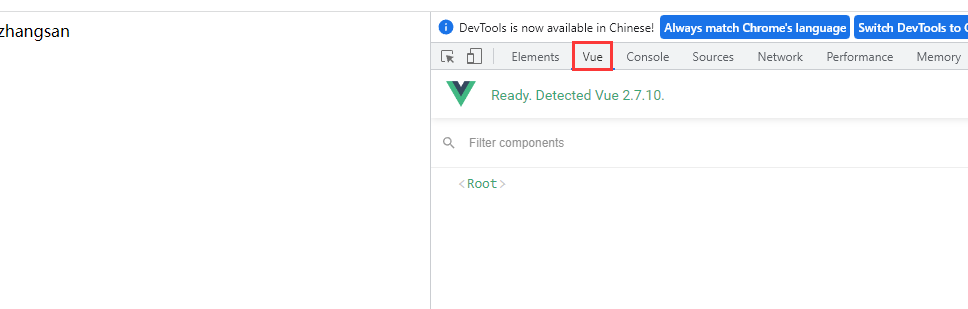 zhangsan
DevTools is now available in Chinese! Always match Chrome's language Switch DevTools to
Elements Vue Console Sources Network Performance Memory
Ready. Detected Vue 2.7.10.
Filter components
<Root>